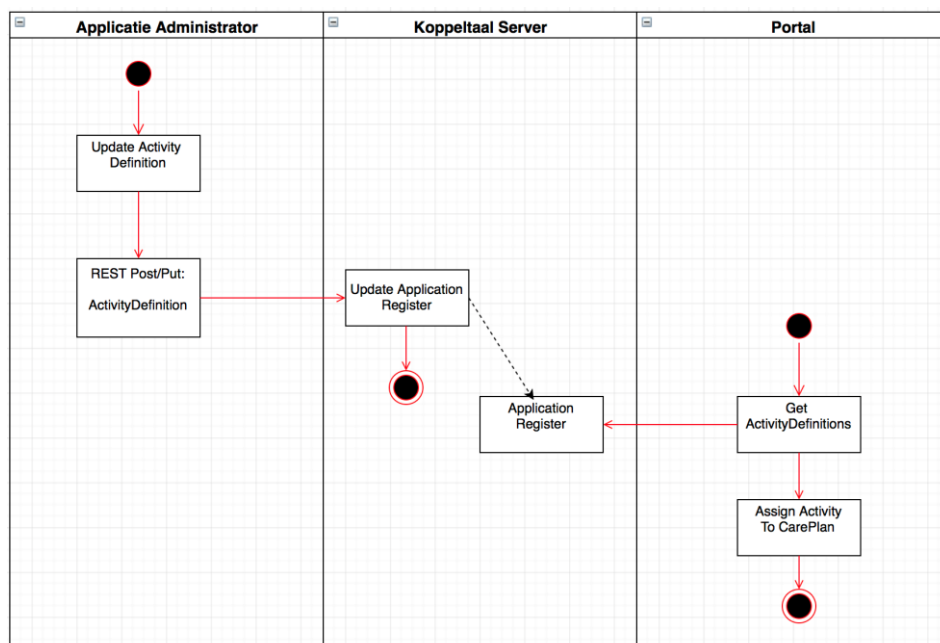 Applicatie Administrator
Koppeltaal Server
Portal
Update Activity
Definition
REST Post/Put:
ActivityDefinition
Update Application
Register
Application
Register
Get
ActivityDefinitions
Assign Activity
To CarePlan